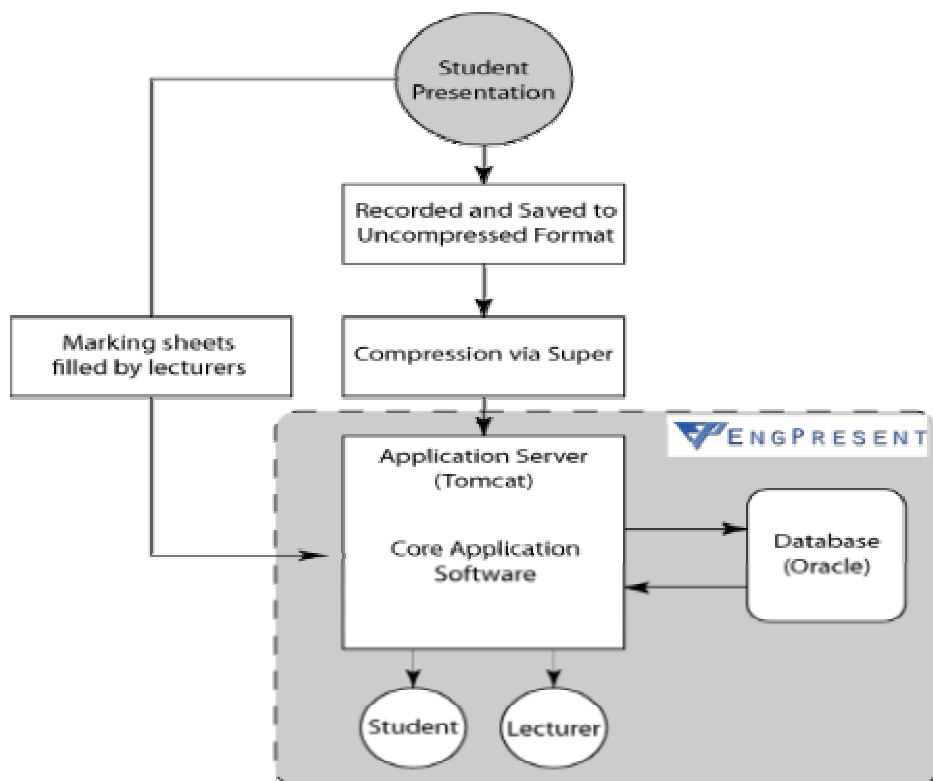 Student
Presentation
Recorded and Saved to
Uncompressed Format
Marking sheets
filled by lecturers
Compression via Super
ENGPRESENT
Application Server
(Tomcat)
Core Application
Software
Database
(Oracle)
Student
Lecturer